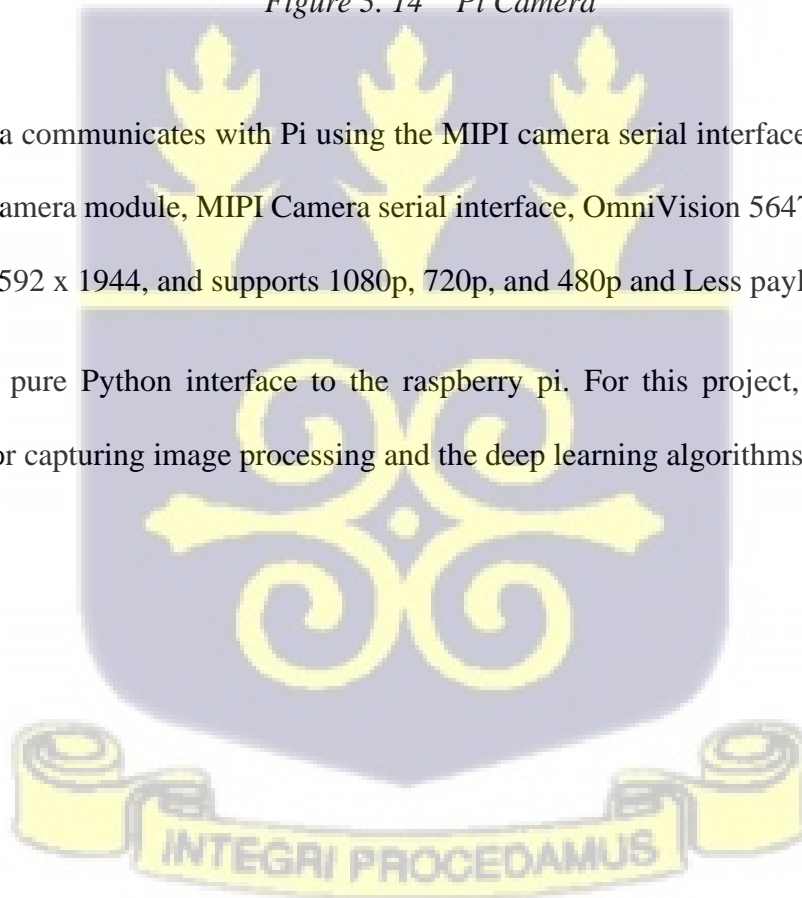 Figure 3. 14 Pi Camera
a communicates with Pi using the MIPI camera serial interface
amera module, MIPI Camera serial interface, OmniVision 5647
592 x 1944, and supports 1080p, 720p, and 480p and Less payl
pure Python interface to the raspberry pi. For this project,
or capturing image processing and the deep learning algorithms
INTEGRI PROCEDAMUS